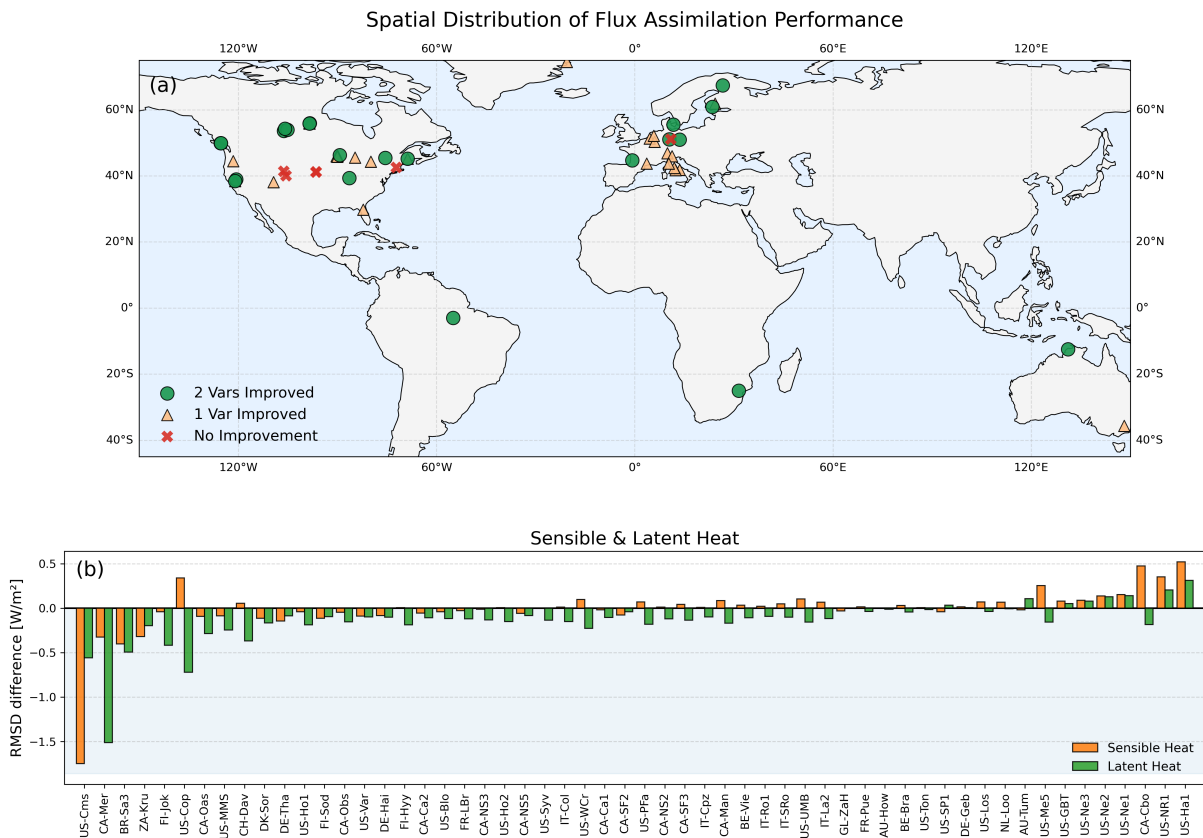 Spatial Distribution of Flux Assimilation Performance
120°W 60°W 0° 60°E 120°E
(a)
60°N 60°N
40°N 40°N
20°N 20°N
0° 0°
20°S 20°S
40°S 40°S
2 Vars Improved
1 Var Improved
No Improvement
120°W 60°W 0° 60°E 120°E
Sensible & Latent Heat
(b)
RMSD difference [W/m²]
0.5
0.0
−0.5
−1.0
−1.5
Sensible Heat
Latent Heat
US-Cms
CA-Mer
BR-Sa3
ZA-Kru
FI-Jok
US-Cop
CA-Oas
US-MMS
CH-Dav
DK-Sor
DE-Tha
US-Ho1
FI-Sod
CA-Obs
US-Var
DE-Hai
FI-Hyy
CA-Ca2
US-Blo
FR-LBr
CA-NS3
US-Ho2
CA-NS5
US-Syv
IT-Col
US-WCr
CA-Ca1
CA-SF2
US-PFa
CA-NS2
CA-SF3
IT-Cpz
CA-Man
BE-Vie
IT-Ro1
IT-SRo
US-UMB
IT-La2
GL-ZaH
FR-Pue
AU-How
BE-Bra
US-Ton
US-SP1
DE-Geb
US-Los
NL-Loo
AU-Tum
US-Me5
US-GBT
US-Ne3
US-Ne2
US-Ne1
CA-Cbo
US-NR1
US-Ha1